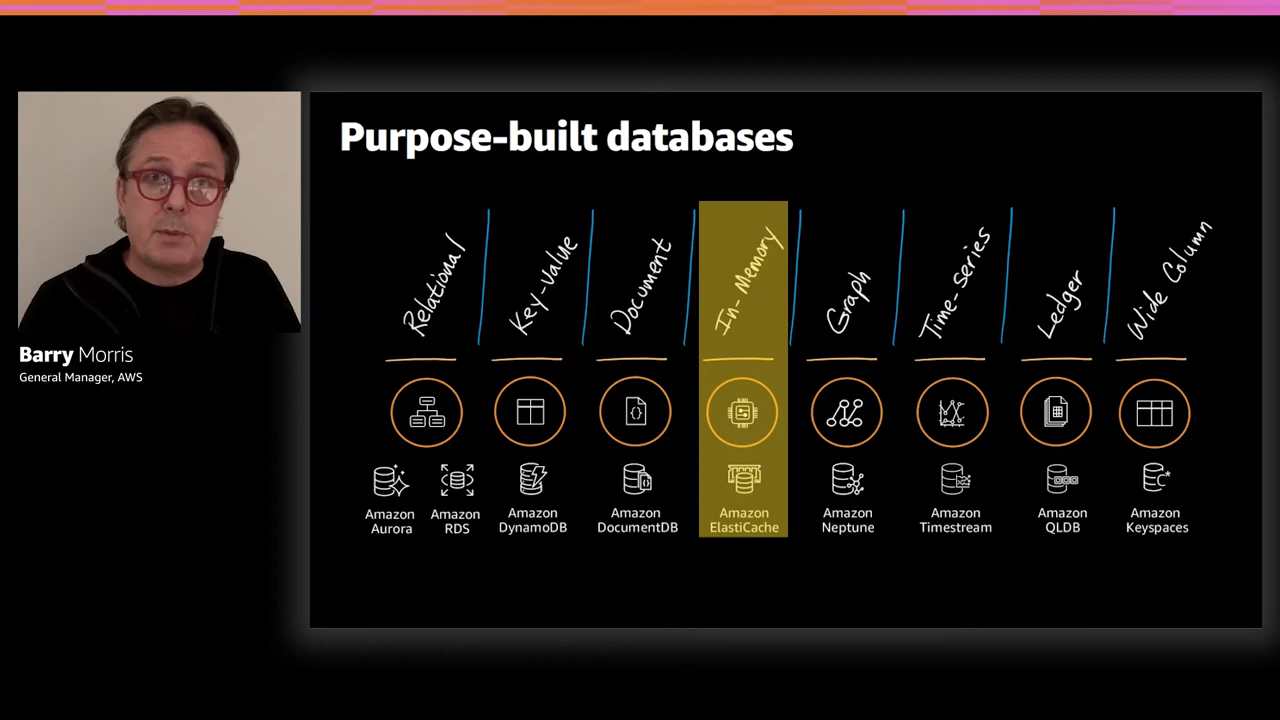 Purpose-built databases
Relational
Key-value
Document
In-Memory
Graph
Time-series
Ledger
Wide Column
Barry Morris
General Manager, AWS
Amazon
Aurora
Amazon
RDS
Amazon
DynamoDB
Amazon
DocumentDB
Amazon
ElastiCache
Amazon
Neptune
Amazon
Timestream
Amazon
QLDB
Amazon
Keyspaces